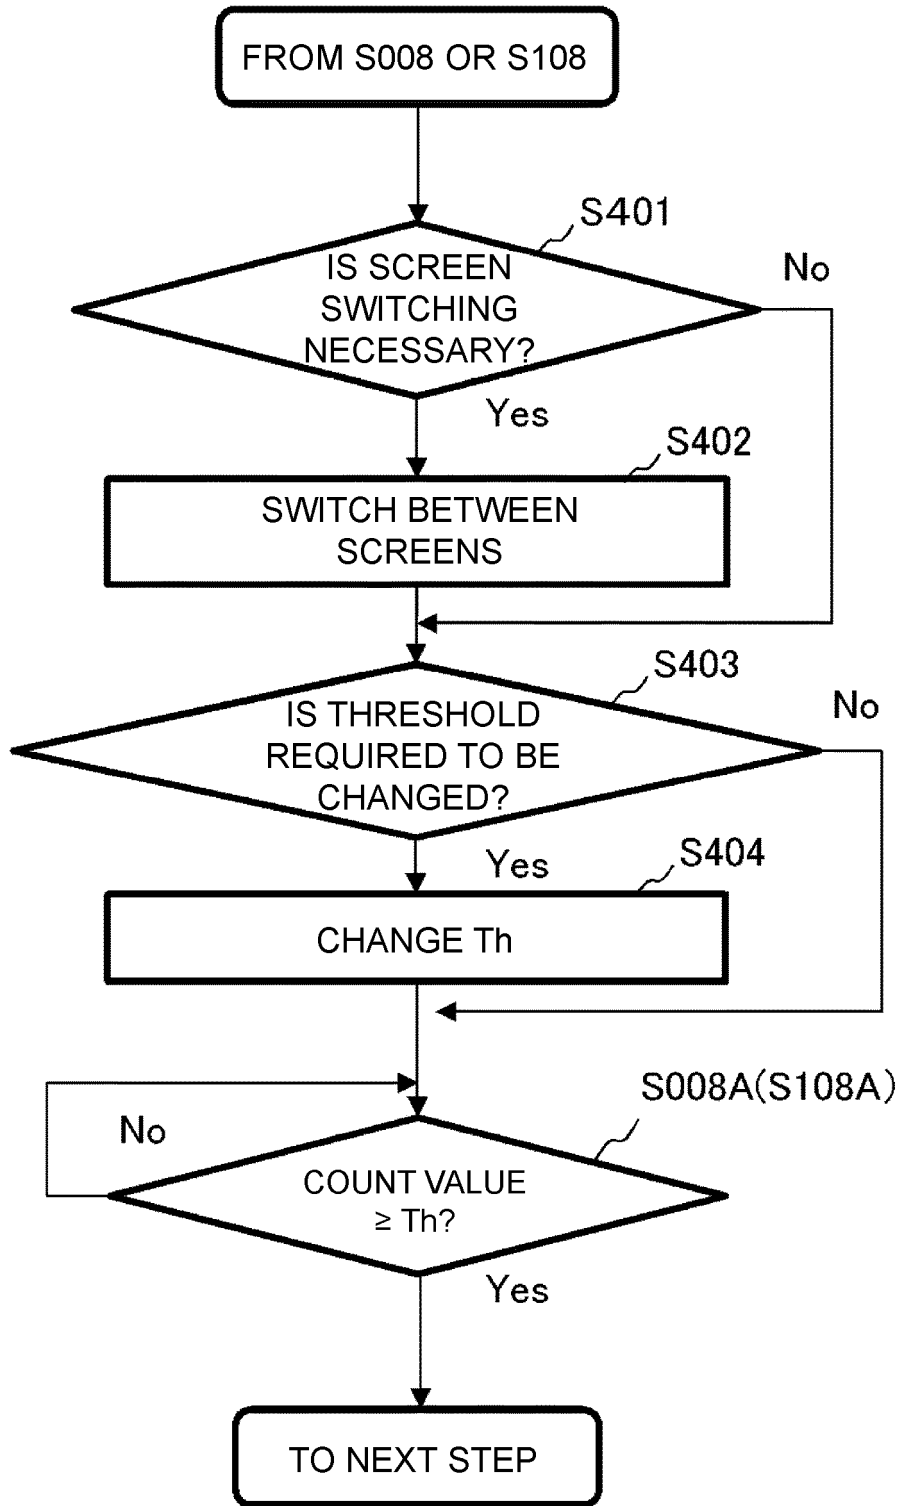 FROM S008 OR S108
S401
IS SCREEN
SWITCHING
NECESSARY?
No
Yes
S402
SWITCH BETWEEN
SCREENS
S403
IS THRESHOLD
REQUIRED TO BE
CHANGED?
No
Yes
S404
CHANGE Th
S008A(S108A)
No
COUNT VALUE
≥ Th?
Yes
TO NEXT STEP